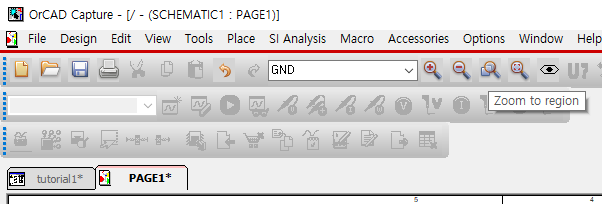 OrCAD Capture - [/ - (SCHEMATIC1 : PAGE1)]
File Design Edit View Tools Place SI Analysis Macro Accessories Options Window Help
GND U?
V V I
Zoom to region
tutorial1* PAGE1*
5 4